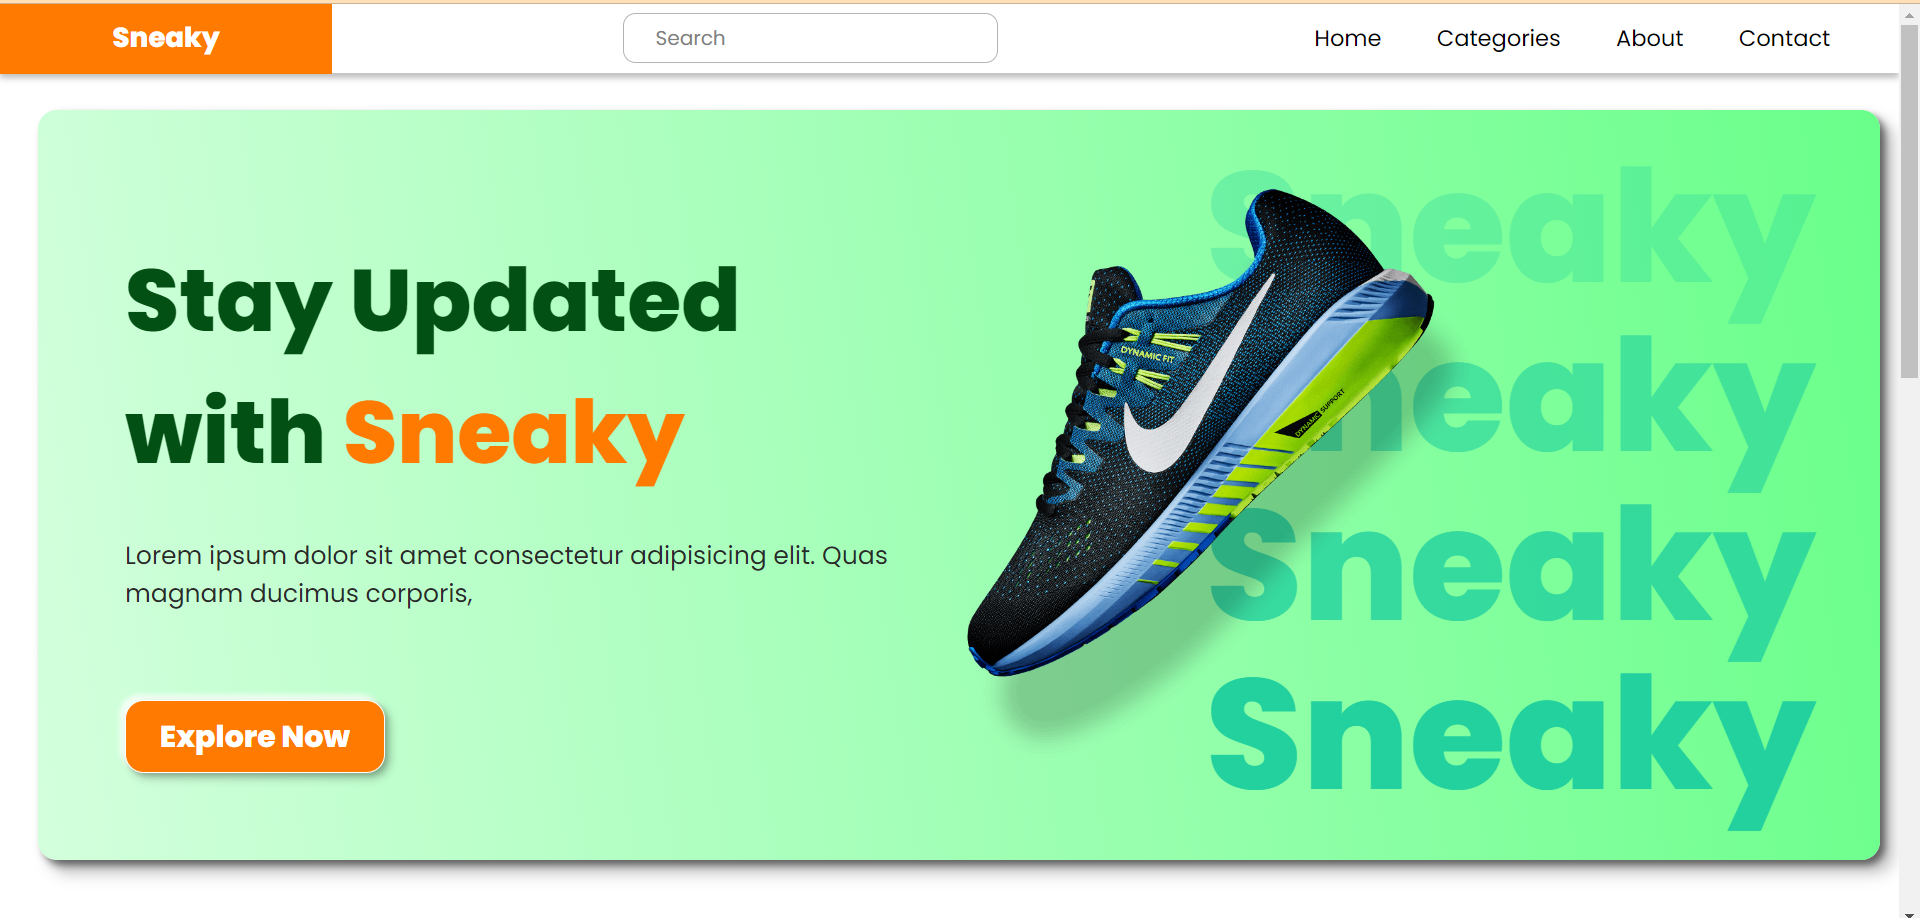 Sneaky
Search
Home
Categories
About
Contact
Stay Updated
with Sneaky
Lorem ipsum dolor sit amet consectetur adipisicing elit. Quas
magnam ducimus corporis,
Explore Now
DYNAMIC FIT
DYNAMIC SUPPORT
Sneaky
Sneaky
Sneaky
Sneaky